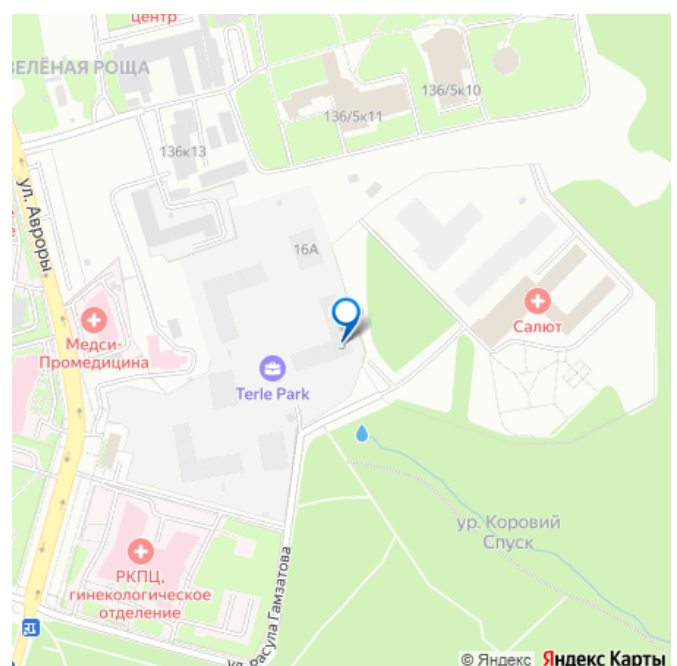 центр
ЗЕЛЁНАЯ РОЩА
136/5к10
136/5к11
136к13
ул. Авроры
16А
Салют
Медси-
Промедицина
Terle Park
ур. Коровий
Спуск
РКПЦ,
гинекологическое
отделение
ул. Расула Гамзатова
© Яндекс Яндекс Карты